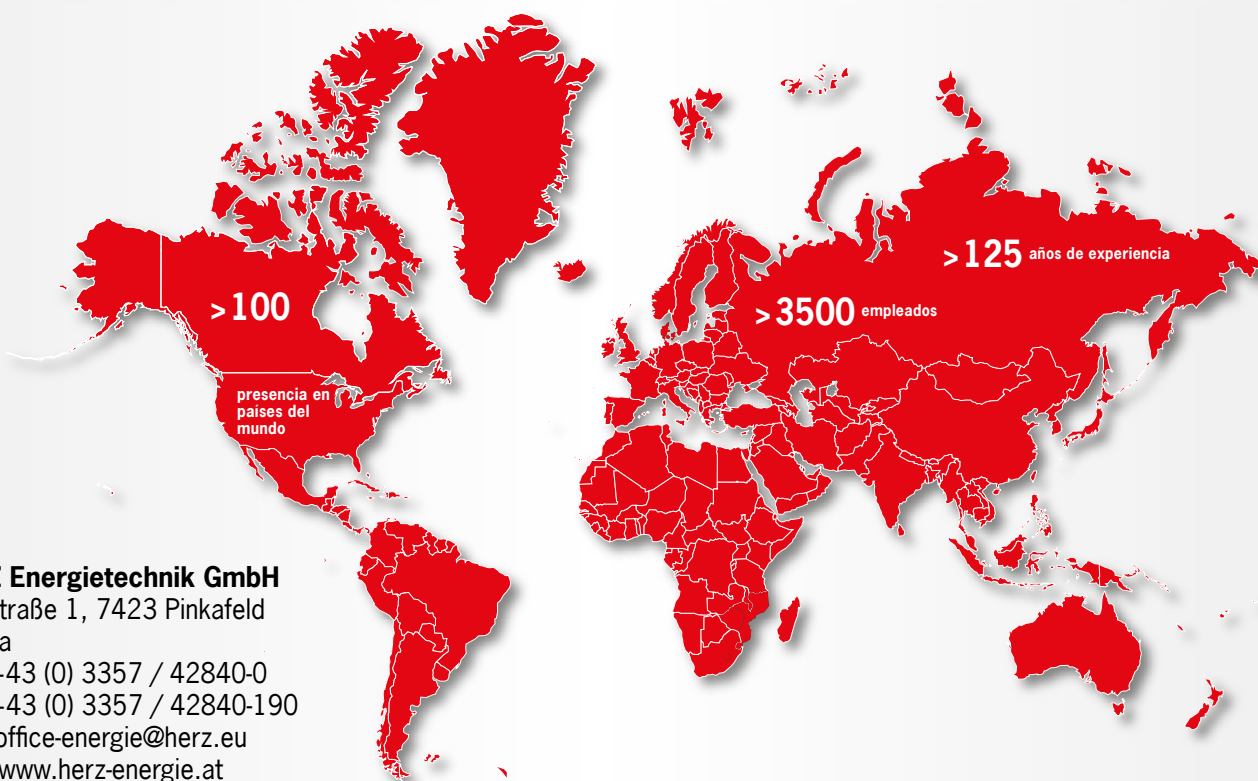 >125 años de experiencia
>100
>3500 empleados
presencia en
países del
mundo
Energietechnik GmbH
traße 1, 7423 Pinkafeld
a
43 (0) 3357 / 42840-0
43 (0) 3357 / 42840-190
office-energie@herz.eu
www.herz-energie.at